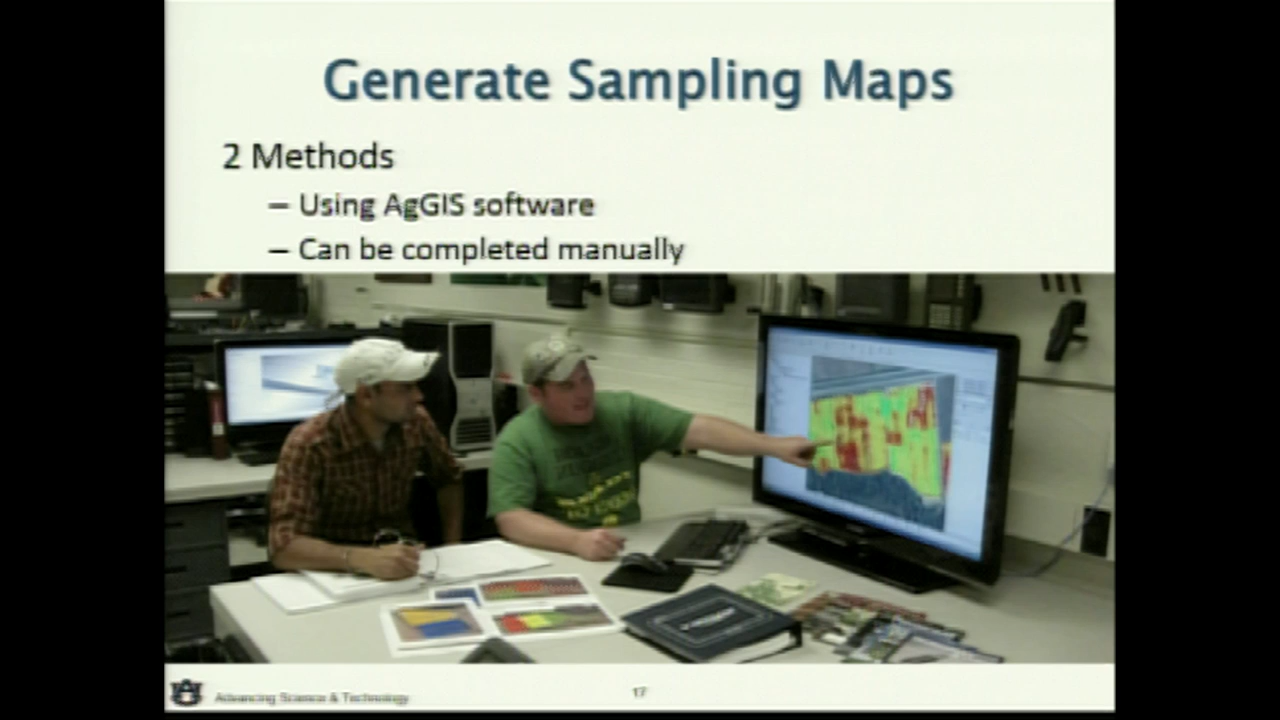 Generate Sampling Maps
2 Methods
– Using AgGIS software
– Can be completed manually
Advancing Science & Technology
17